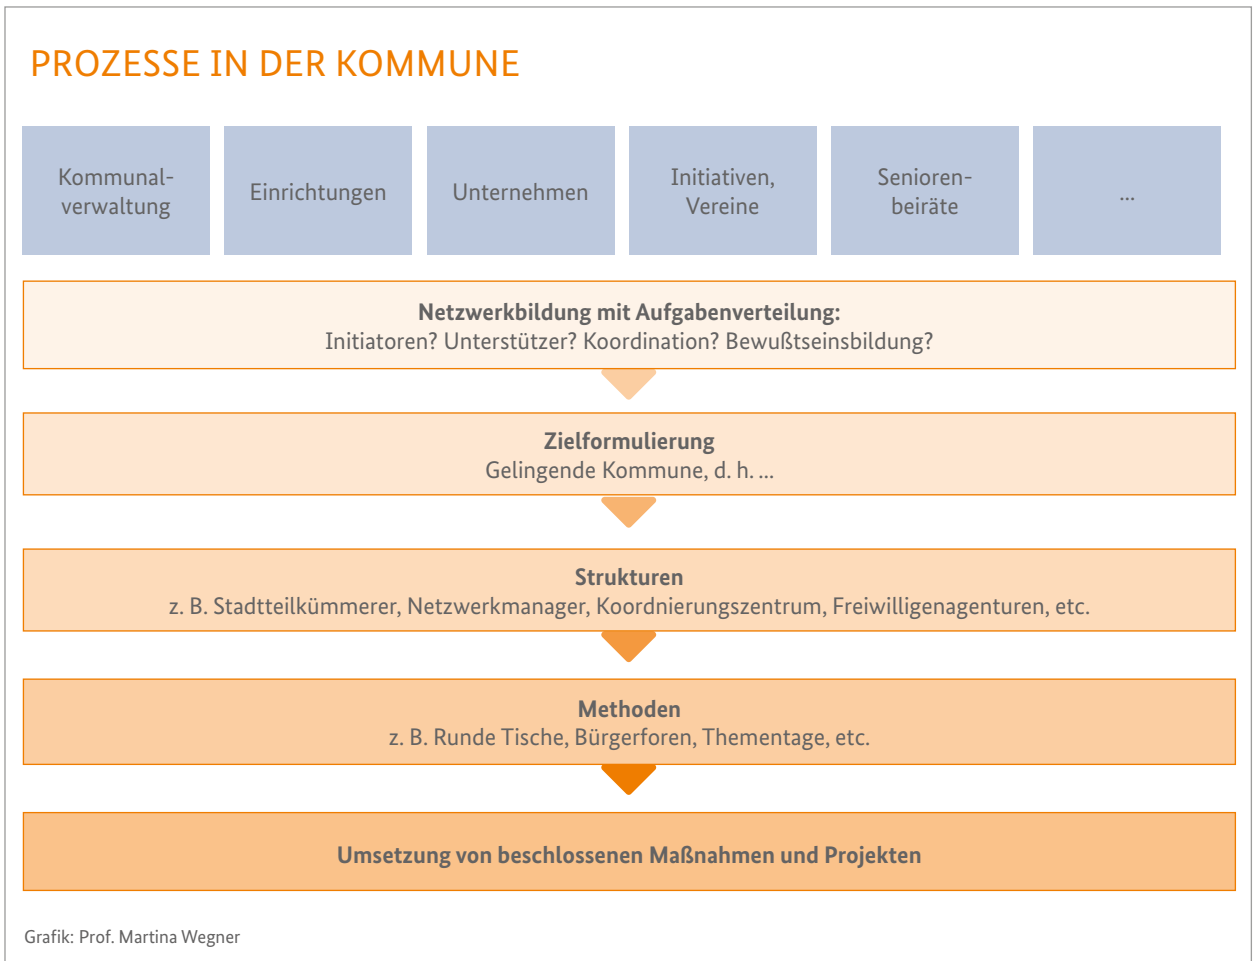 PROZESSE IN DER KOMMUNE
Kommunal-
verwaltung
Einrichtungen
Unternehmen
Initiativen,
Vereine
Senioren-
beiräte
...
Netzwerkbildung mit Aufgabenverteilung:
Initiatoren? Unterstützer? Koordination? Bewußtseinsbildung?
Zielformulierung
Gelingende Kommune, d. h. ...
Strukturen
z. B. Stadtteilkümmerer, Netzwerkmanager, Koordnierungszentrum, Freiwilligenagenturen, etc.
Methoden
z. B. Runde Tische, Bürgerforen, Thementage, etc.
Umsetzung von beschlossenen Maßnahmen und Projekten
Grafik: Prof. Martina Wegner